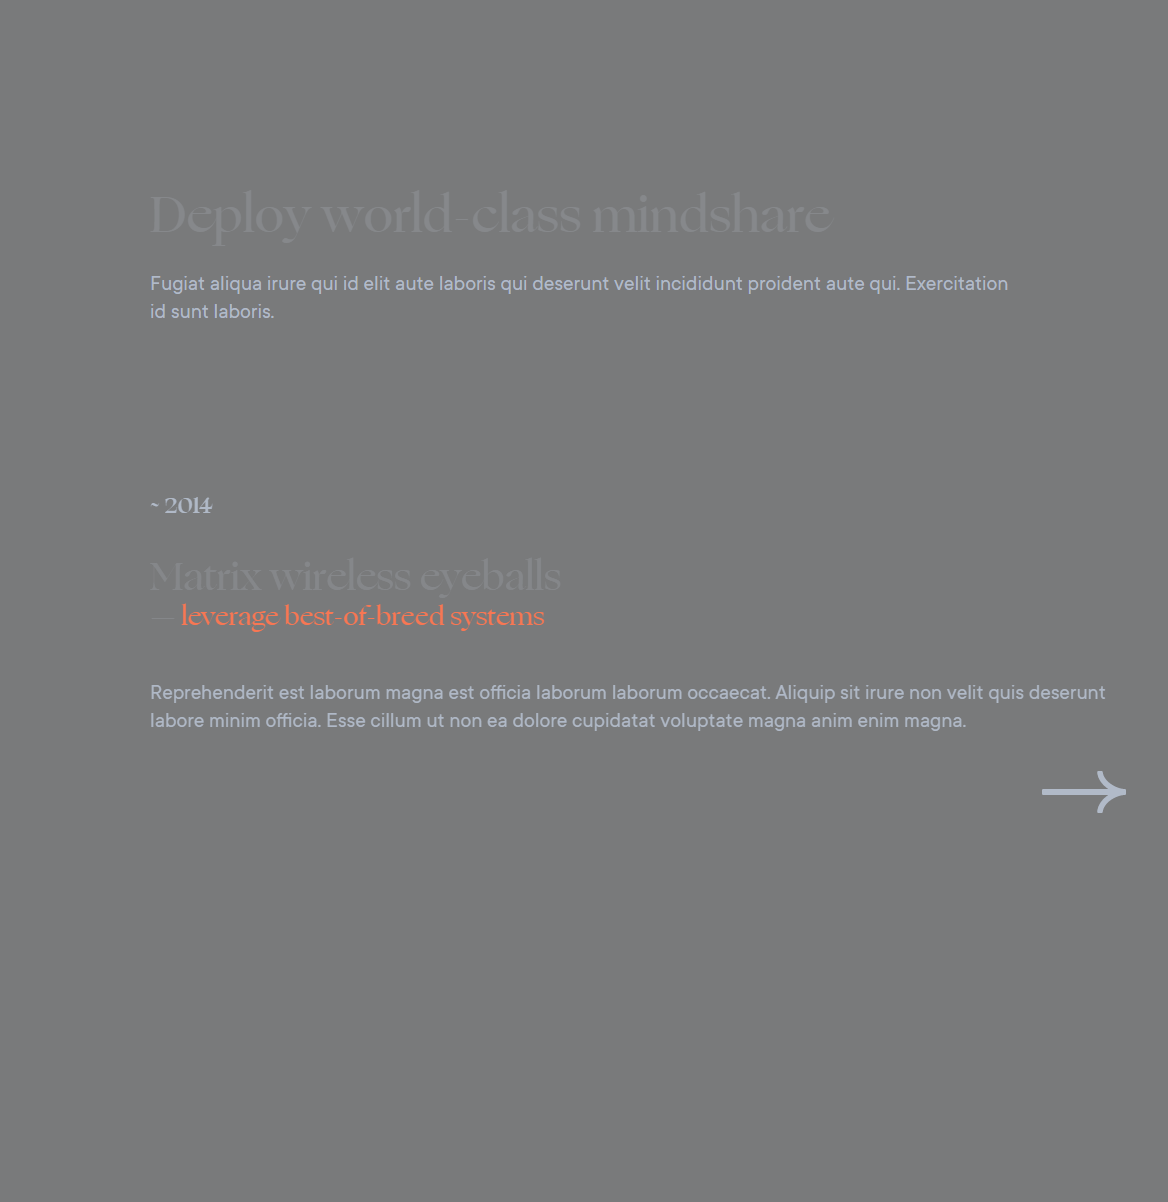 Deploy world-class mindshare
Fugiat aliqua irure qui id elit aute laboris qui deserunt velit incididunt proident aute qui. Exercitation
id sunt laboris.
~ 2014
Matrix wireless eyeballs
— leverage best-of-breed systems
Reprehenderit est laborum magna est officia laborum laborum occaecat. Aliquip sit irure non velit quis deserunt
labore minim officia. Esse cillum ut non ea dolore cupidatat voluptate magna anim enim magna.